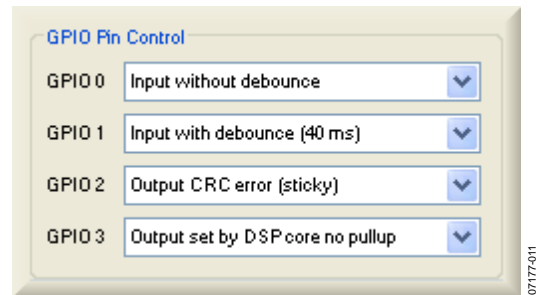 GPIO Pin Control
GPIO 0 Input without debounce
GPIO 1 Input with debounce (40 ms)
GPIO 2 Output CRC error (sticky)
GPIO 3 Output set by DSP core no pullup
07177-011